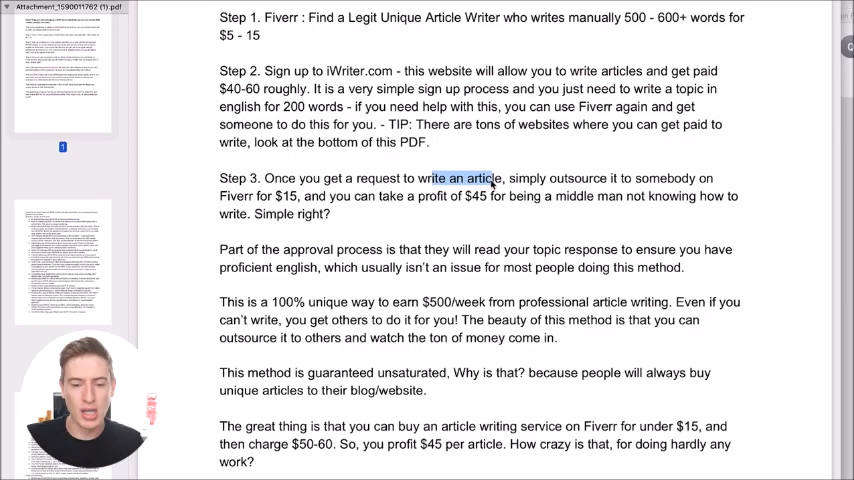 Attachment_1590011762 (1).pdf
Step 1. Fiverr : Find a Legit Unique Article Writer who writes manually 500 - 600+ words for
$5 - 15
Step 2. Sign up to iWriter.com - this website will allow you to write articles and get paid
$40-60 roughly. It is a very simple sign up process and you just need to write a topic in
english for 200 words - if you need help with this, you can use Fiverr again and get
someone to do this for you. - TIP: There are tons of websites where you can get paid to
write, look at the bottom of this PDF.
1
Step 3. Once you get a request to write an article, simply outsource it to somebody on
Fiverr for $15, and you can take a profit of $45 for being a middle man not knowing how to
write. Simple right?
Part of the approval process is that they will review your topic response to ensure you have
proficient english, which usually isn't an issue for most people doing this method.
This is a 100% unique way to earn $500/week from professional article writing. Even if you
can't write, you get others to do it for you! The beauty of this method is that you can
outsource it to others and watch the ton of money come in.
This method is guaranteed unsaturated, Why is that? because people will always buy
unique articles to their blog/website.
The great thing is that you can buy an article writing service on Fiverr for under $15, and
then charge $50-60. So, you profit $45 per article. How crazy is that, for doing hardly any
work?